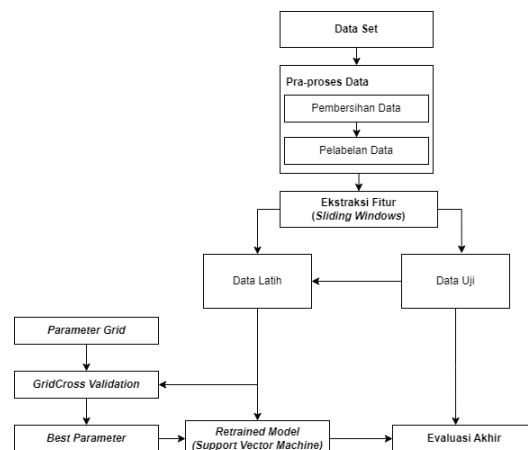 Data Set
Pra-proses Data
Pembersihan Data
Pelabelan Data
Ekstraksi Fitur
(Sliding Windows)
Data Latih
Data Uji
Parameter Grid
GridCross Validation
Best Parameter
Retrained Model
(Support Vector Machine)
Evaluasi Akhir